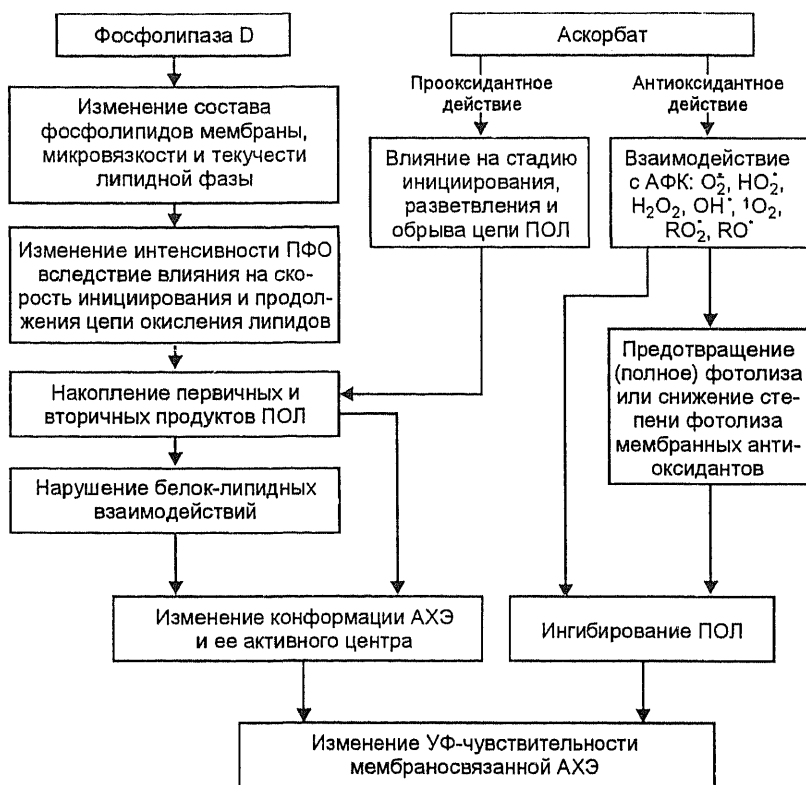 Фосфолипаза D
Аскорбат
Прооксидантное
действие
Антиоксидантное
действие
Изменение состава
фосфолипидов мембраны,
микровязкости и текучести
липидной фазы
Влияние на стадию
инициирования,
разветвления и
обрыва цепи ПОЛ
Взаимодействие
с АФК: O₂•̄, HO₂•,
H₂O₂, OH•, ¹O₂,
RO₂•̄, RO•
Изменение интенсивности ПФО
вследствие влияния на ско-
рость инициирования и продол-
жения цепи окисления липидов
Предотвращение
(полное) фотолиза
или снижение сте-
пени фотолиза
мембранных анти-
оксидантов
Накопление первичных и
вторичных продуктов ПОЛ
Нарушение белок-липидных
взаимодействий
Изменение конформации АХЭ
и ее активного центра
Ингибирование ПОЛ
Изменение УФ-чувствительности
мембраносвязанной АХЭ